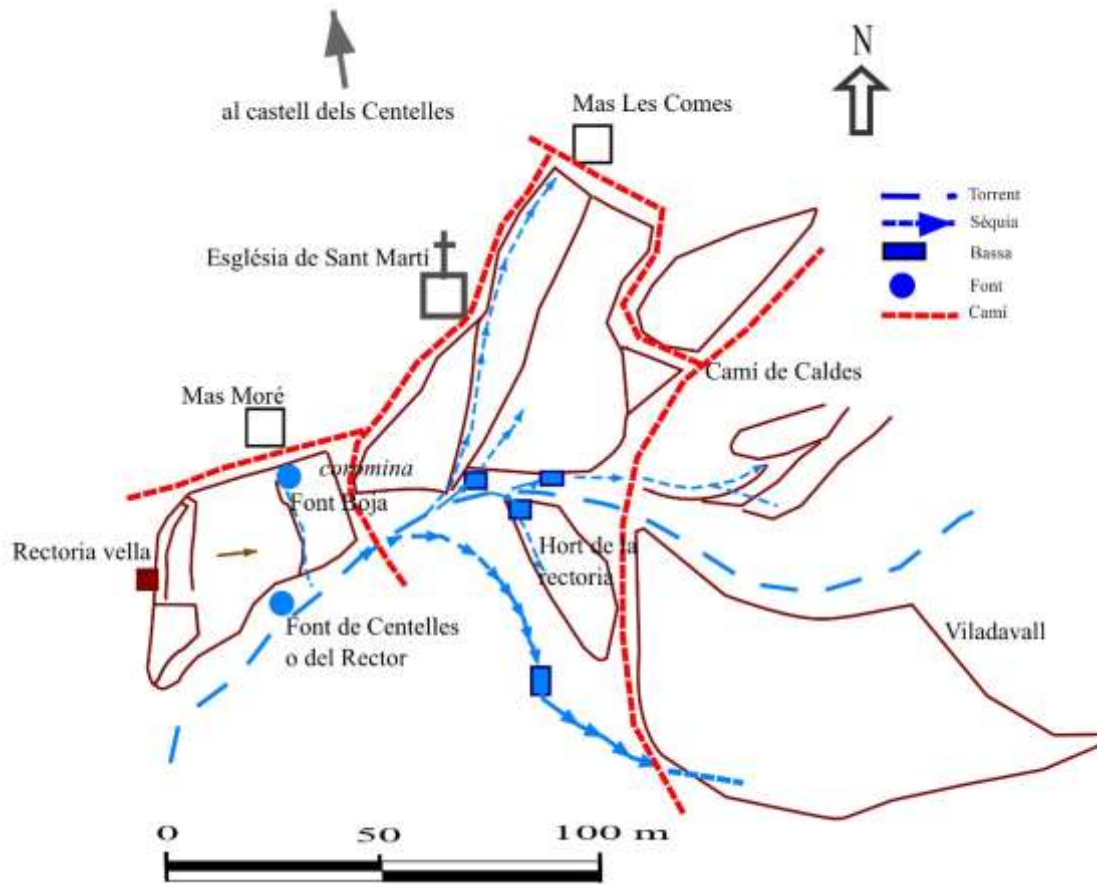 al castell dels Centelles
Mas Les Comes
N
Torrent
Séquia
Bassa
Font
Camí
Església de Sant Martí
Camí de Caldes
Mas Moré
coromina
Font Boja
Rectoria vella
Hort de la
rectoria
Font de Centelles
o del Rector
Viladavall
0 50 100 m